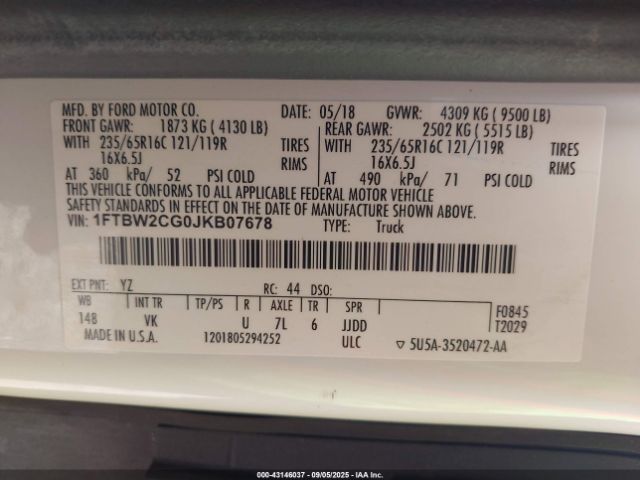 MFD. BY FORD MOTOR CO. DATE: 05/18 GVWR: 4309 KG ( 9500 LB)
FRONT GAWR: 1873 KG ( 4130 LB) REAR GAWR: 2502 KG ( 5515 LB)
WITH 235/65R16C 121/119R TIRES WITH 235/65R16C 121/119R TIRES
16X6.5J RIMS 16X6.5J RIMS
AT 360 kPa/ 52 PSI COLD AT 490 kPa/ 71 PSI COLD
THIS VEHICLE CONFORMS TO ALL APPLICABLE FEDERAL MOTOR VEHICLE
SAFETY STANDARDS IN EFFECT ON THE DATE OF MANUFACTURE SHOWN ABOVE.
VIN: 1FTBW2CG0JKB07678 TYPE: Truck
EXT PNT: YZ RC: 44 DSO:
WB INT TR TP/PS R AXLE TR SPR F0845
148 VK U 7L 6 JJDD T2029
MADE IN U.S.A. 1201805294252 ULC ▽ 5U5A-3520472-AA
00-43146037 - 09/05/2025 - IAA Inc.